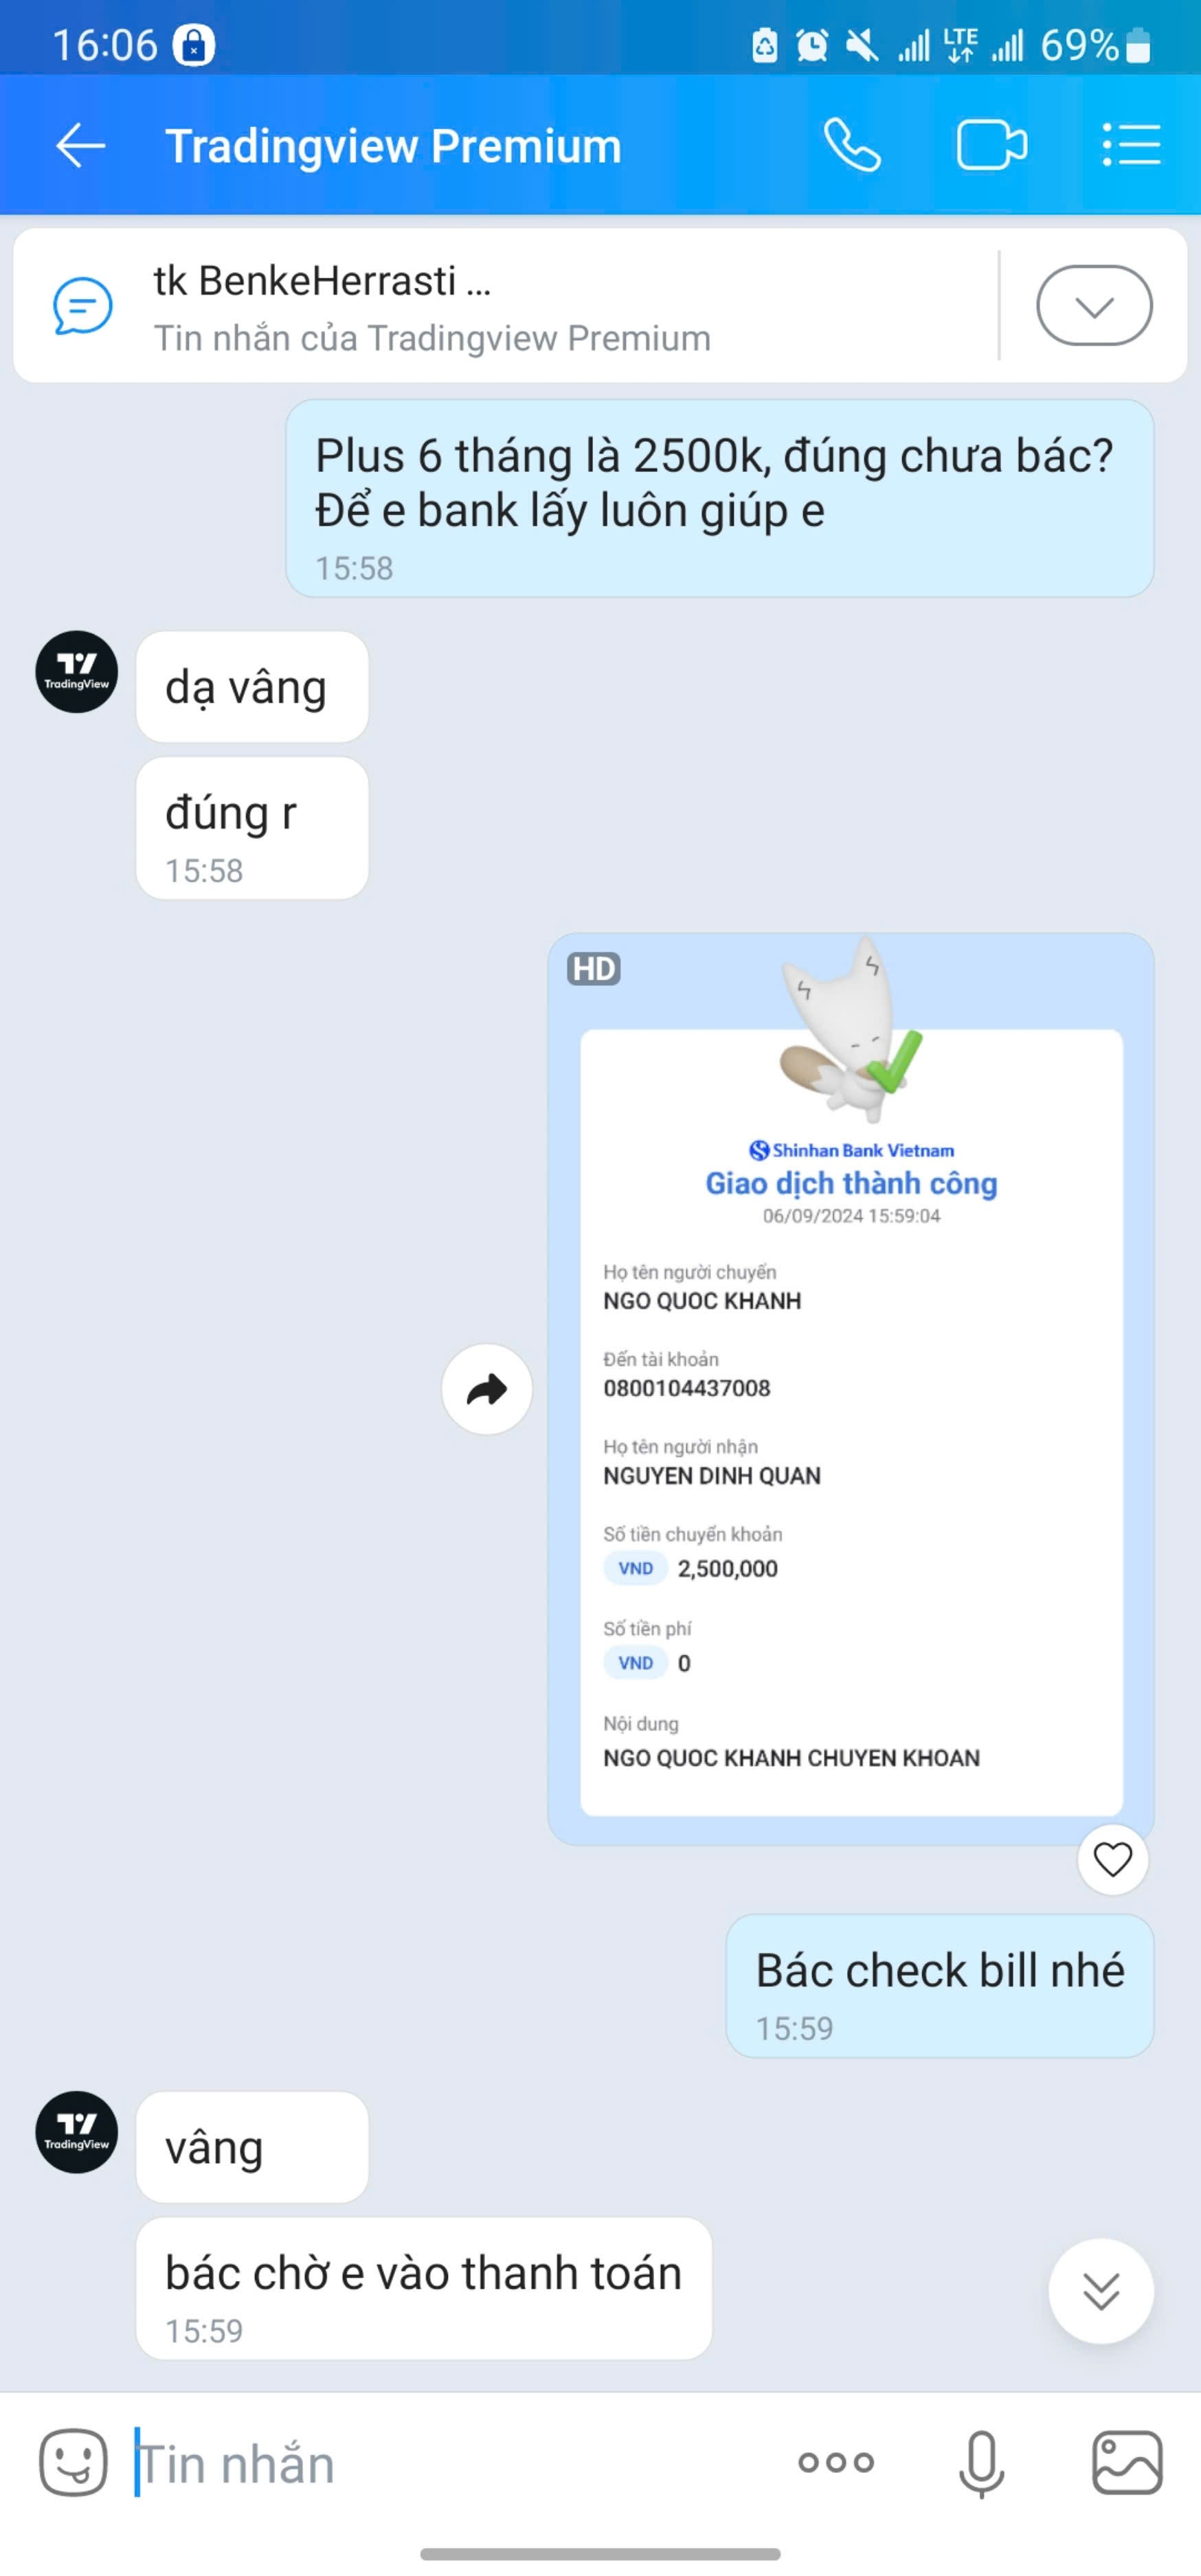 16:06
LTE
69%
Tradingview Premium
tk BenkeHerrasti ...
Tin nhắn của Tradingview Premium
Plus 6 tháng là 2500k, đúng chưa bác?
Để e bank lấy luôn giúp e
15:58
TradingView
dạ vâng
đúng r
15:58
HD
Shinhan Bank Vietnam
Giao dịch thành công
06/09/2024 15:59:04
Họ tên người chuyển
NGO QUOC KHANH
Đến tài khoản
0800104437008
Họ tên người nhận
NGUYEN DINH QUAN
Số tiền chuyển khoản
VND 2,500,000
Số tiền phí
VND 0
Nội dung
NGO QUOC KHANH CHUYEN KHOAN
Bác check bill nhé
15:59
TradingView
vâng
bác chờ e vào thanh toán
15:59
Tin nhắn